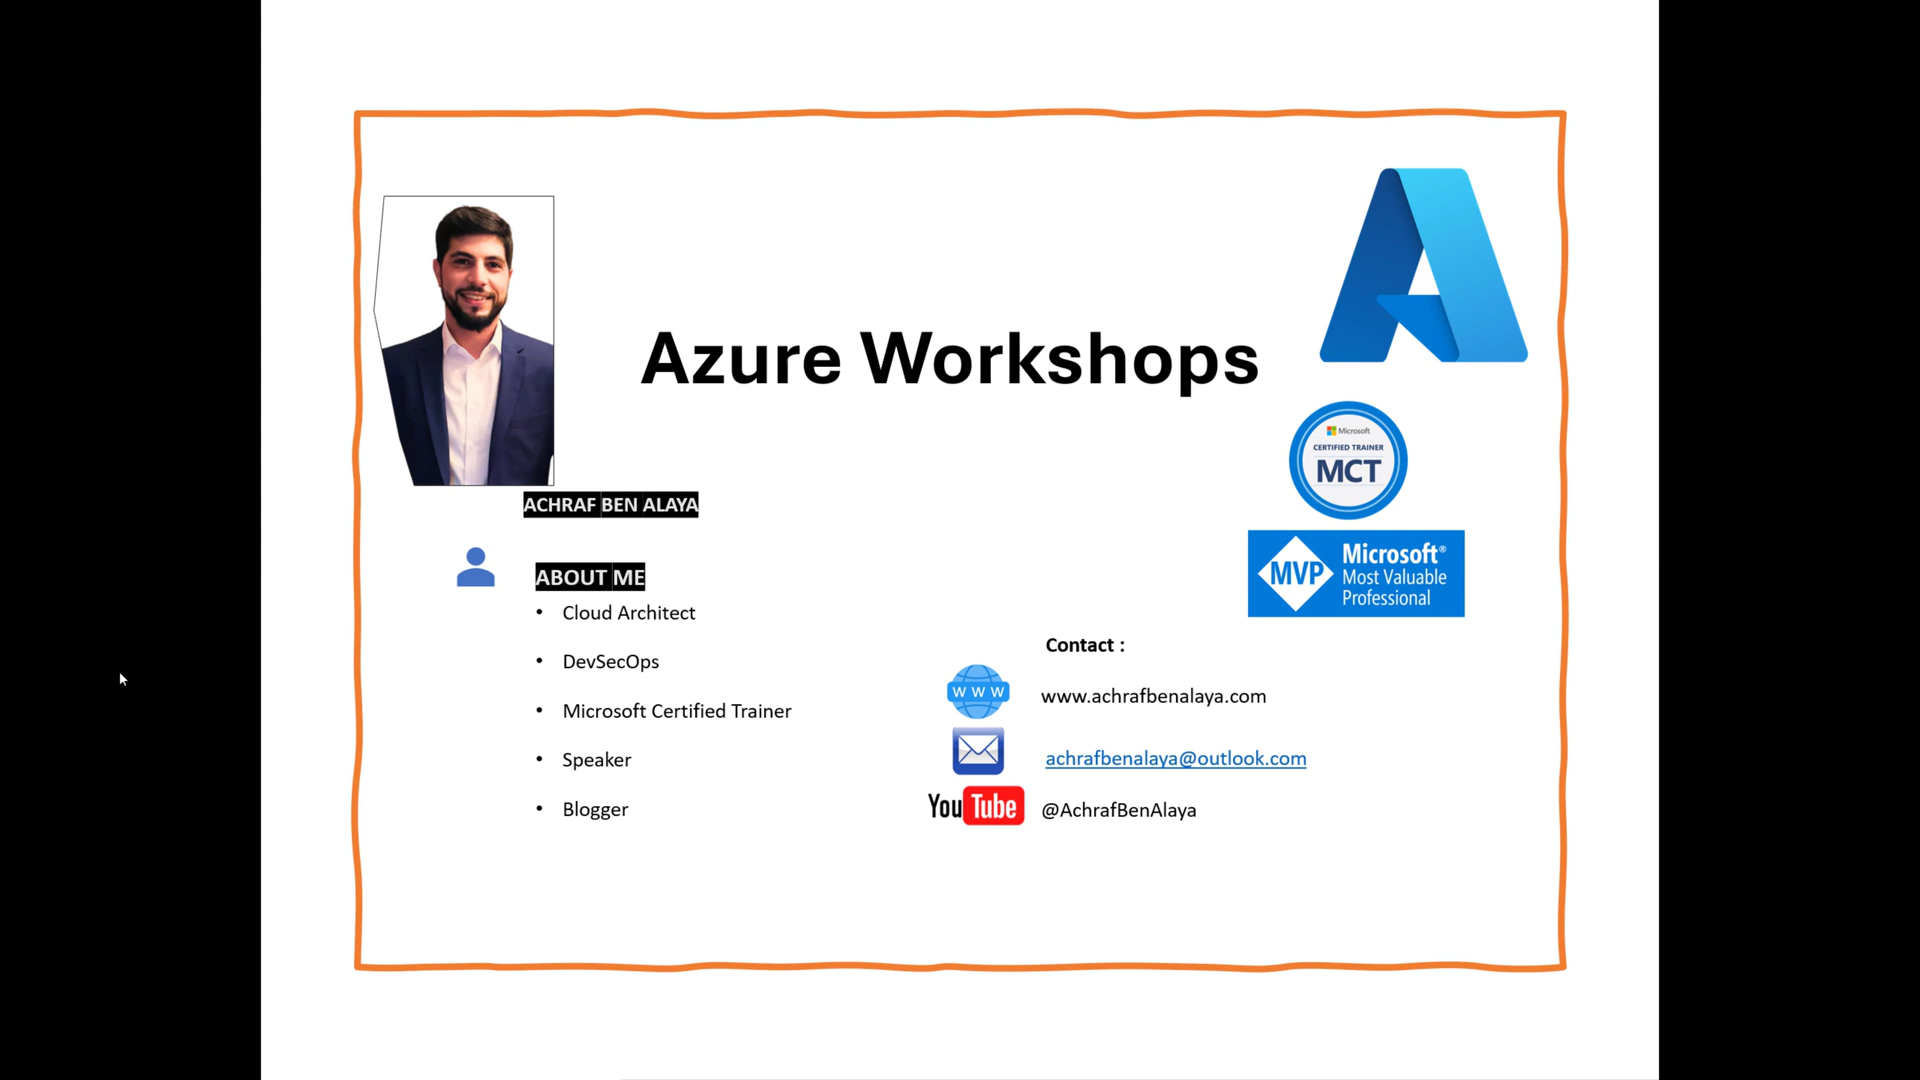 Azure Workshops
Microsoft
CERTIFIED TRAINER
MCT
ACHRAF BEN ALAYA
MVP
Microsoft®
Most Valuable
Professional
ABOUT ME
• Cloud Architect
• DevSecOps
• Microsoft Certified Trainer
• Speaker
• Blogger
Contact :
WWW
www.achrafbenalaya.com
achrafbenalaya@outlook.com
YouTube
@AchrafBenAlaya